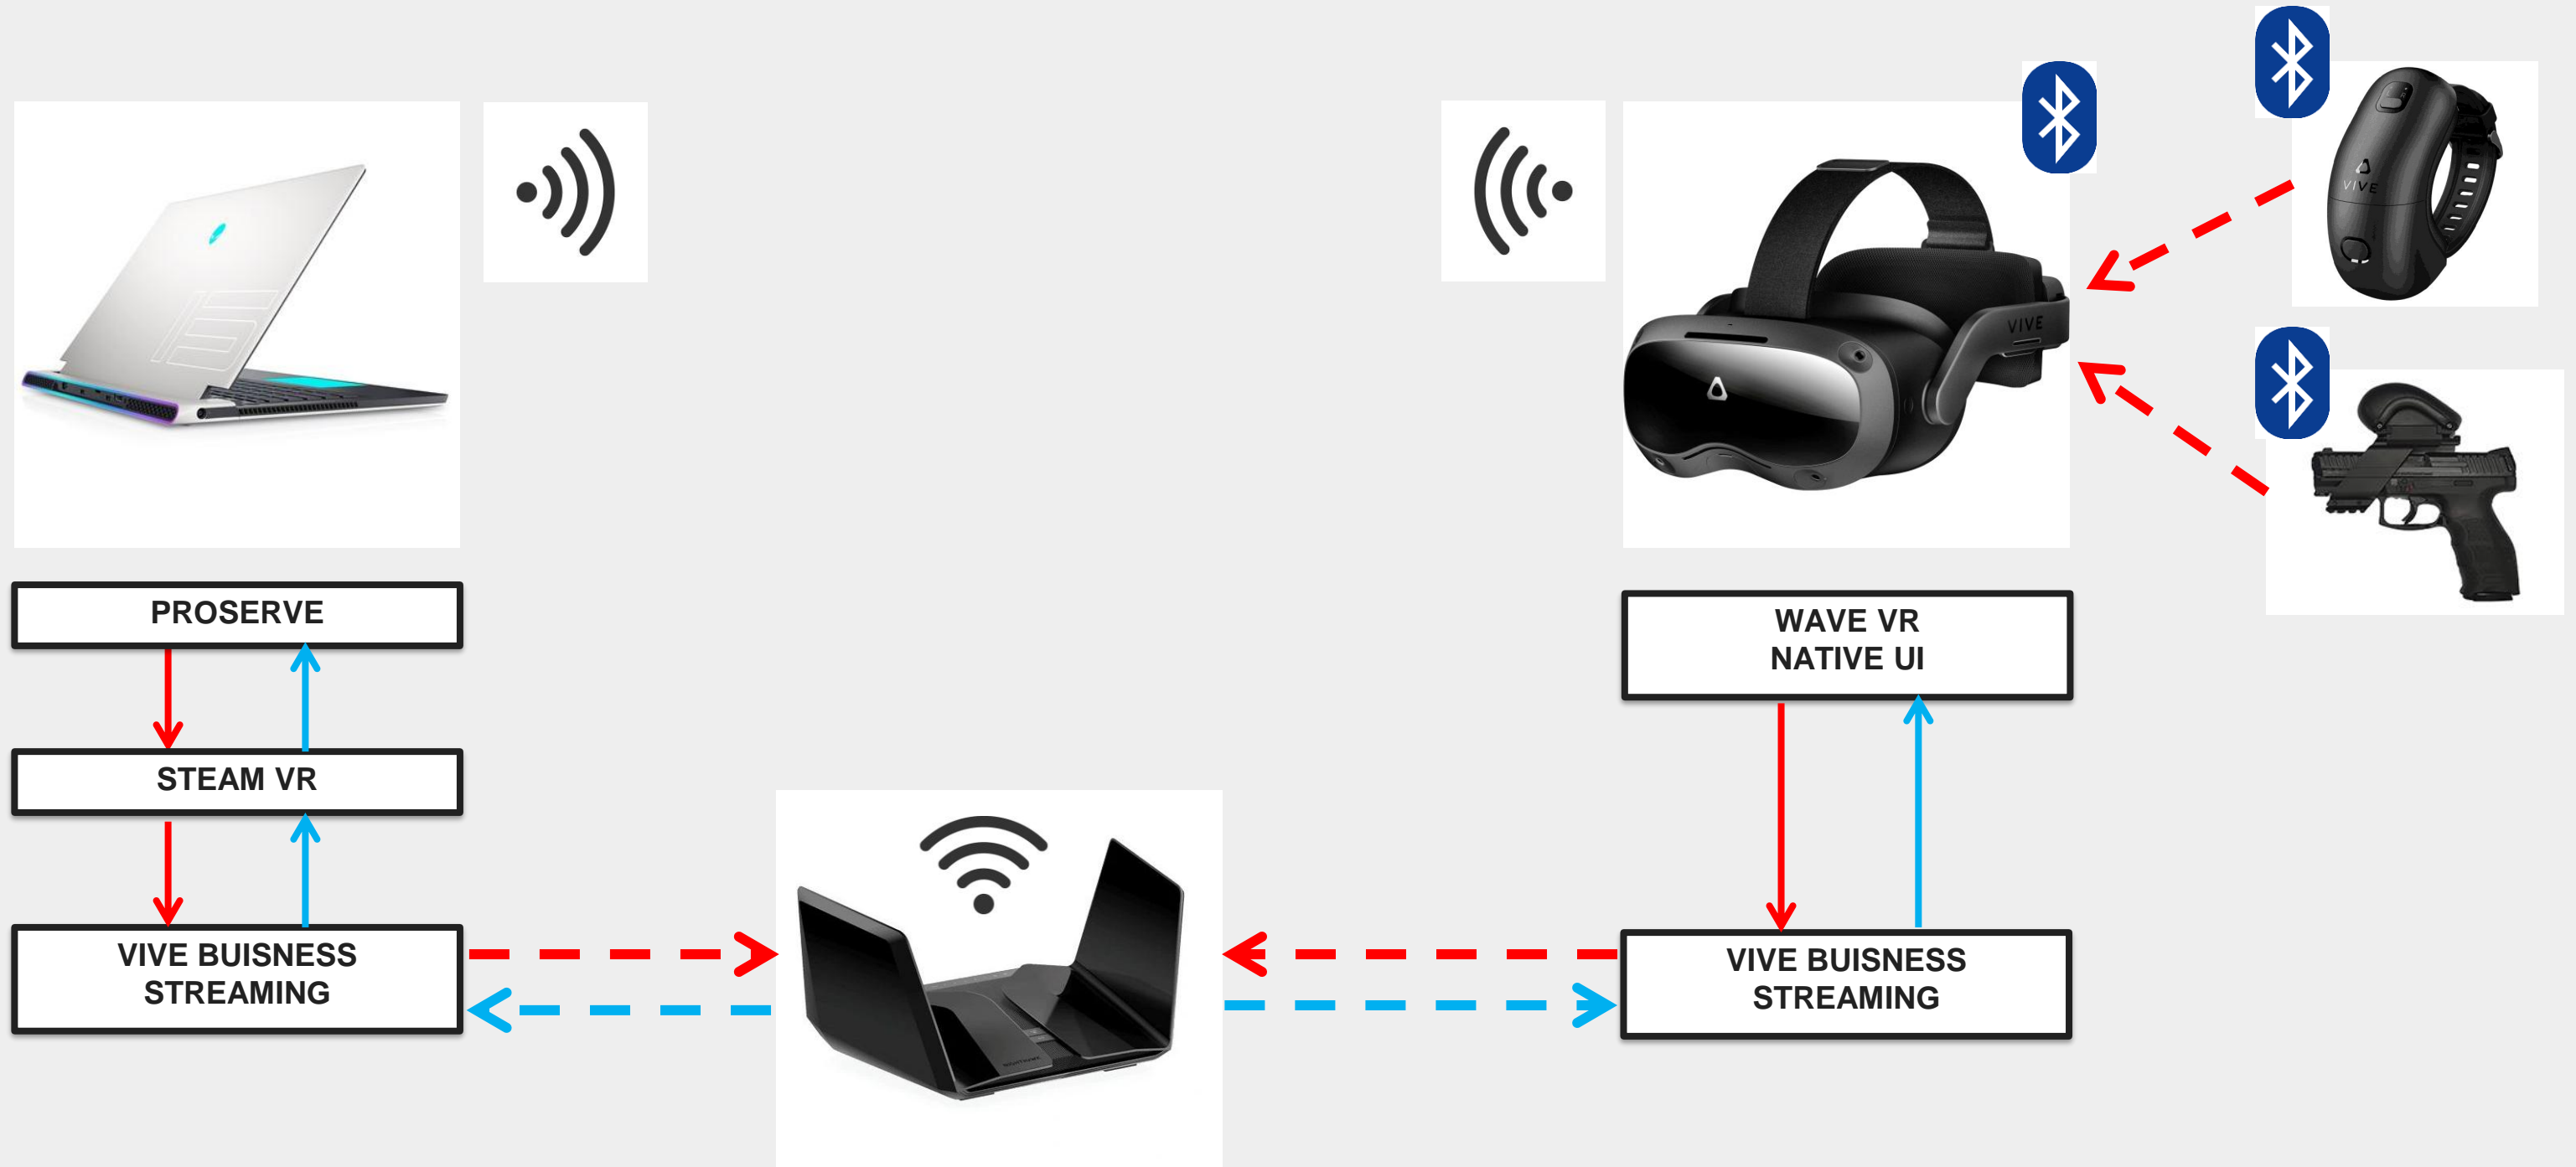 VIVE
VIVE
PROSERVE
STEAM VR
VIVE BUISNESS
STREAMING
WAVE VR
NATIVE UI
VIVE BUISNESS
STREAMING